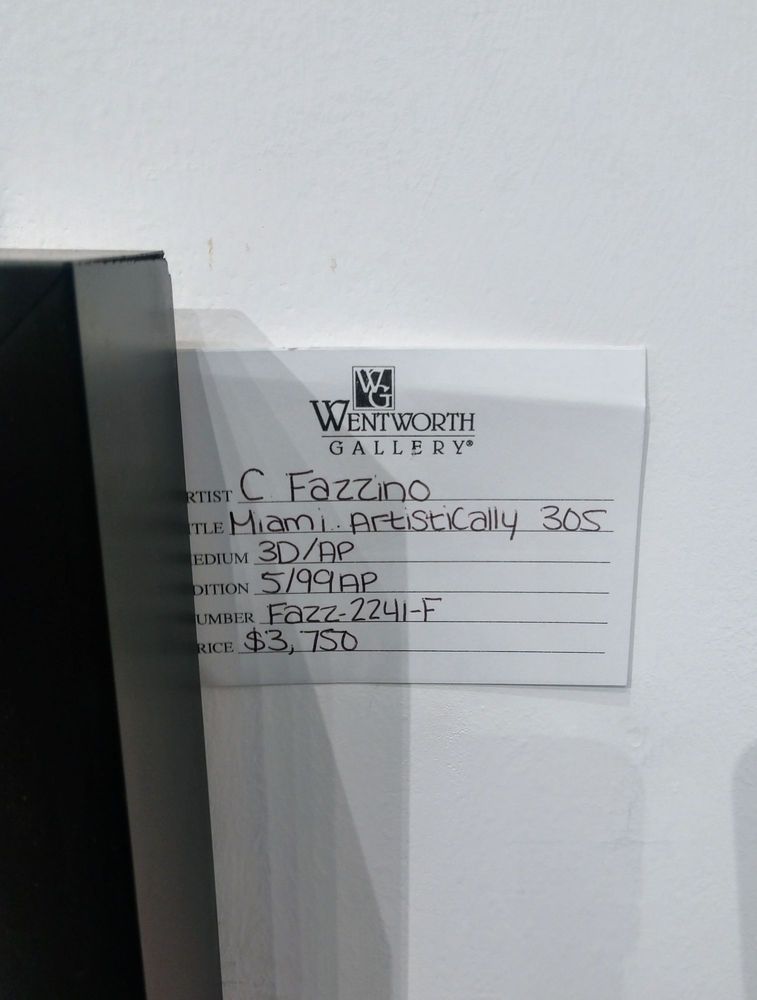 WG
WENTWORTH
GALLERY®
RTIST C Fazzino
ITLE Miami.. Artistically 305
EDIUM 3D/AP
DITION 5/99AP
UMBER Fazz-2241-F
RICE $3,750